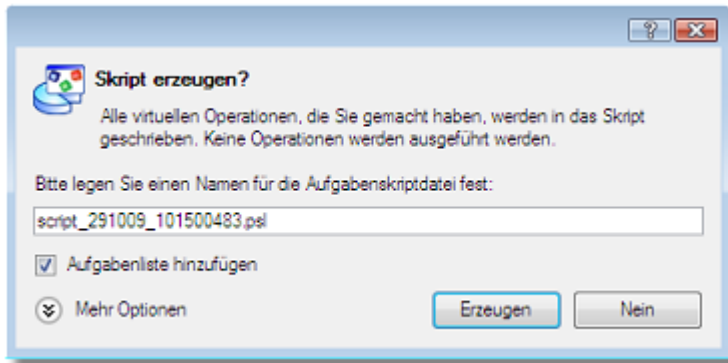 Skript erzeugen?
Alle virtuellen Operationen, die Sie gemacht haben, werden in das Skript
geschrieben. Keine Operationen werden ausgeführt werden.
Bitte legen Sie einen Namen für die Aufgabenskriptdatei fest:
script_291009_101500483.psl
Aufgabenliste hinzufügen
Mehr Optionen
Erzeugen
Nein